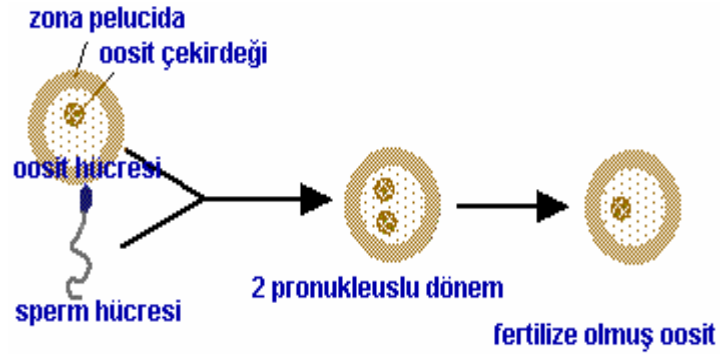 zona pelucida
oosit çekirdeği
oosit hücresi
sperm hücresi
2 pronukleuslu dönem
fertilize olmuş oosit